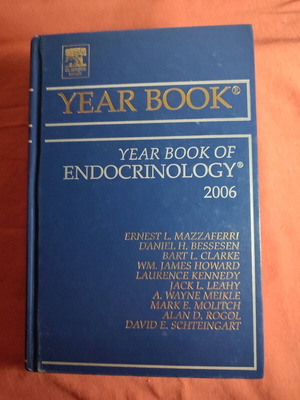 YEAR BOOK®
YEAR BOOK OF
ENDOCRINOLOGY®
2006
ERNEST L. MAZZAFERRI
DANIEL H. BESSESEN
BART L. CLARKE
WM. JAMES HOWARD
LAURENCE KENNEDY
JACK L. LEAHY
A. WAYNE MEIKLE
MARK E. MOLITCH
ALAN D. ROGOL
DAVID E. SCHTEINGART